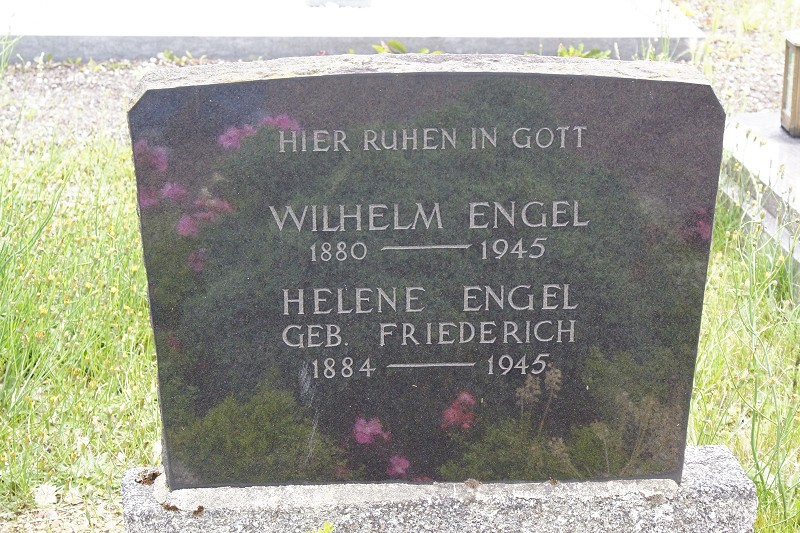 HIER RUHEN IN GOTT
WILHELM ENGEL
1880 — 1945
HELENE ENGEL
GEB. FRIEDERICH
1884 — 1945